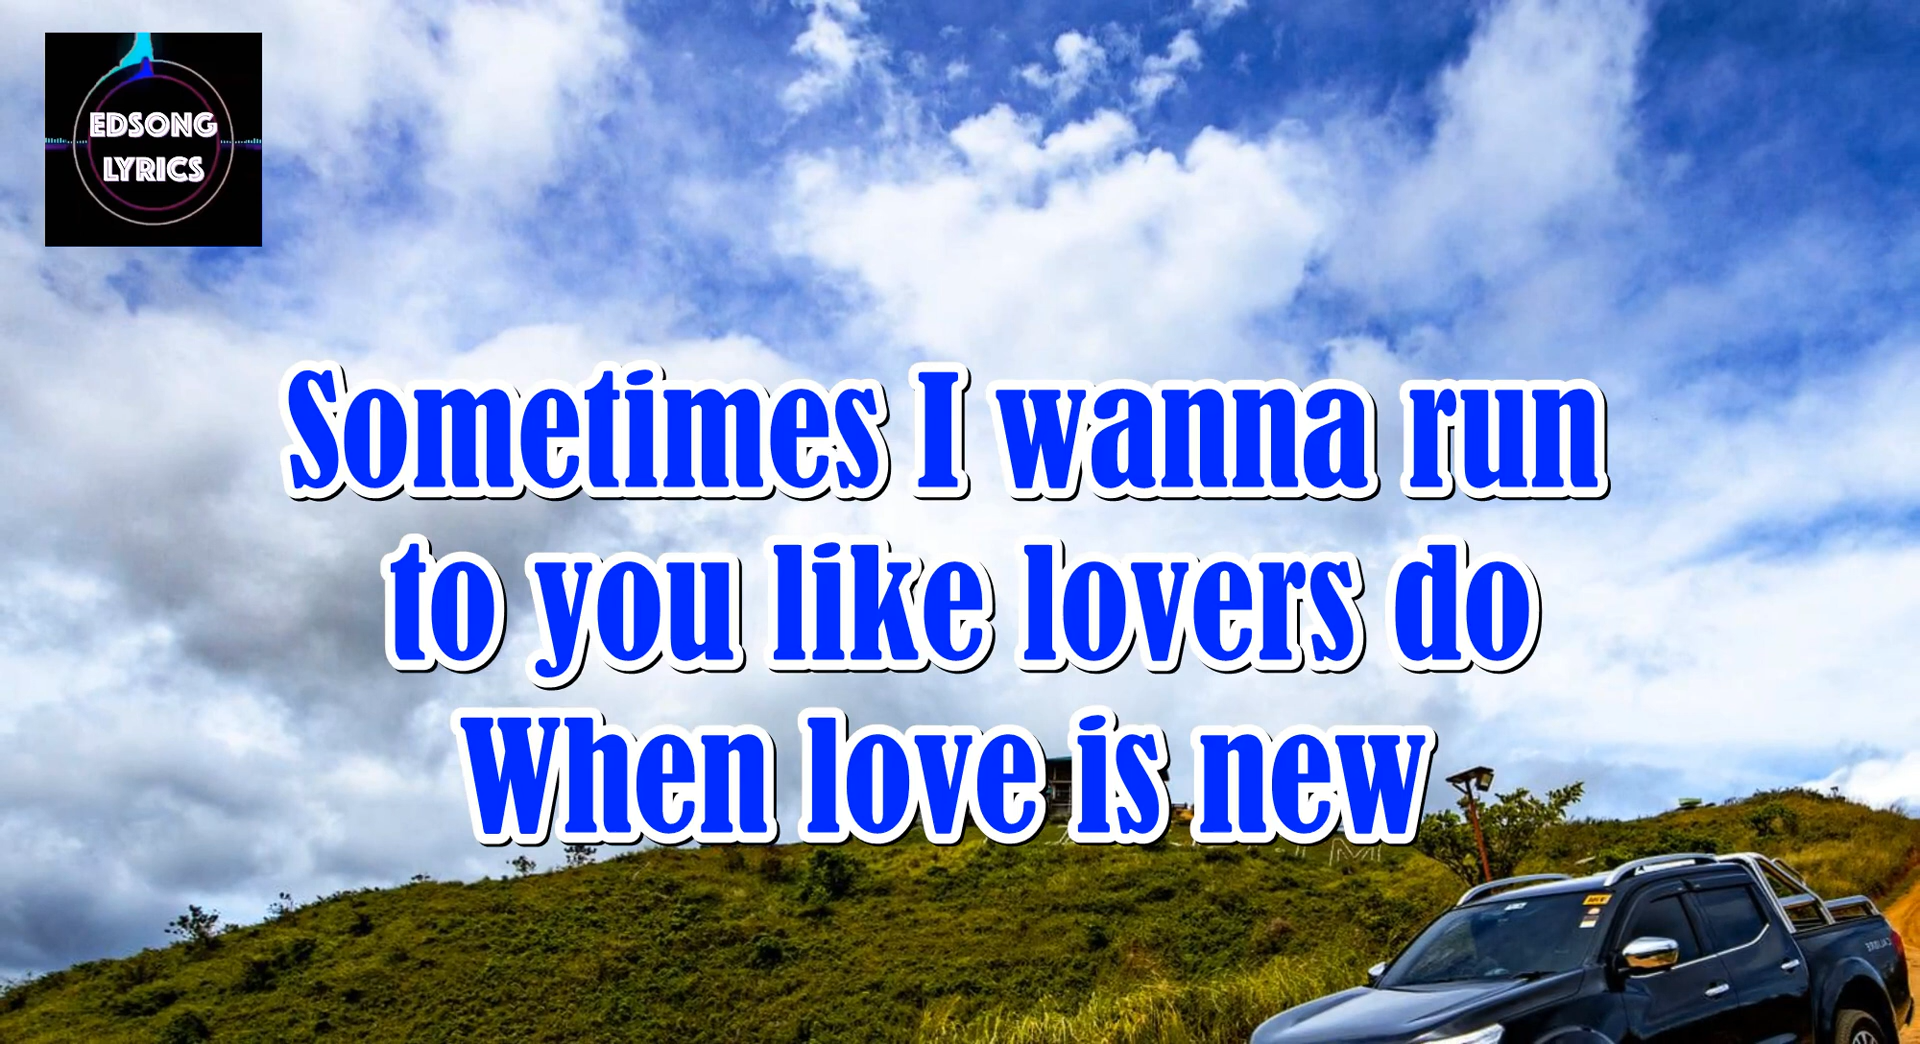 EDSONG
LYRICS
Sometimes I wanna run
to you like lovers do
When love is new